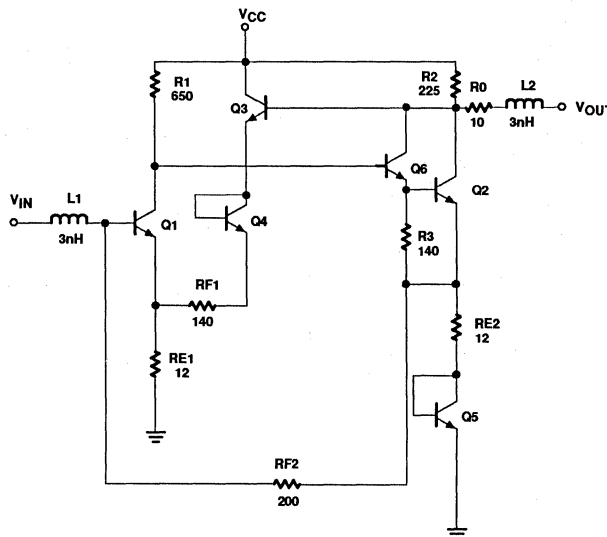 VCC
R1
650
R2
225
R0
10
L2
3nH
VOUT
Q3
Q6
Q2
VIN
L1
3nH
Q1
Q4
R3
140
RF1
140
RE1
12
RE2
12
Q5
RF2
200